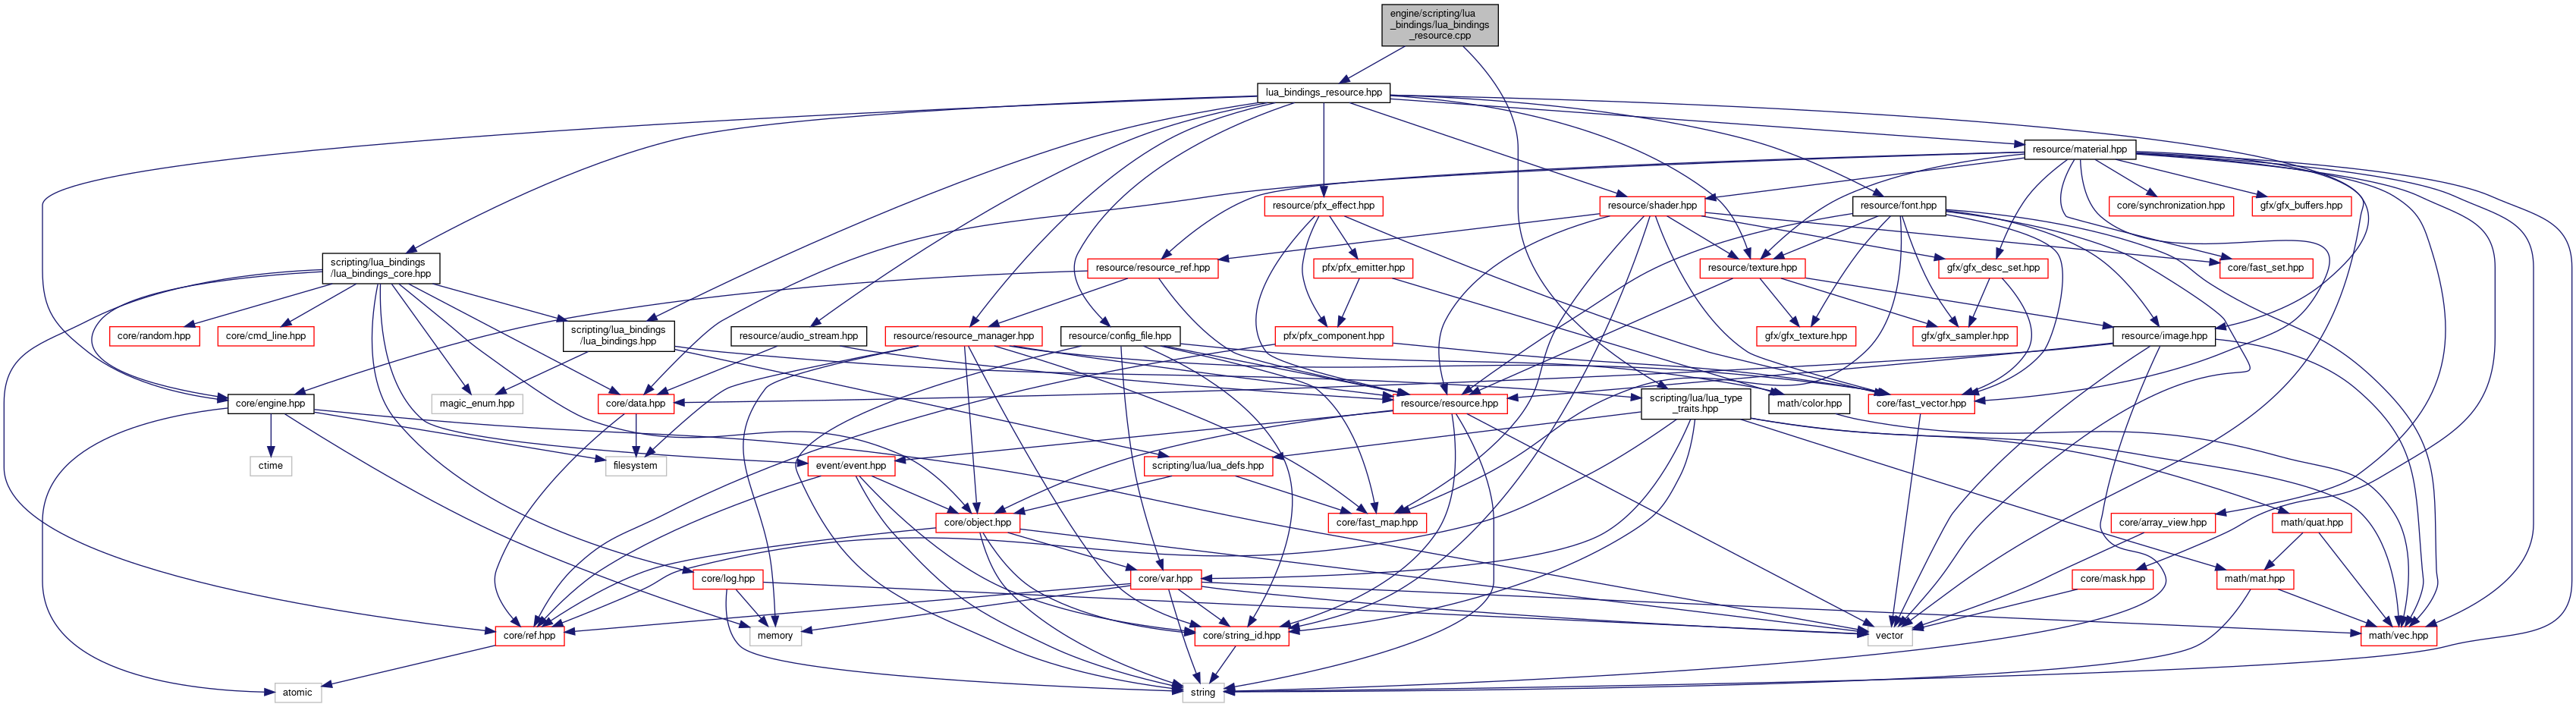 engine/scripting/lua
_bindings/lua_bindings
_resource.cpp
lua_bindings_resource.hpp
resource/material.hpp
resource/pfx_effect.hpp
resource/shader.hpp
resource/font.hpp
core/synchronization.hpp
gfx/gfx_buffers.hpp
scripting/lua_bindings
/lua_bindings_core.hpp
resource/resource_ref.hpp
pfx/pfx_emitter.hpp
resource/texture.hpp
gfx/gfx_desc_set.hpp
core/fast_set.hpp
core/random.hpp
core/cmd_line.hpp
scripting/lua_bindings
/lua_bindings.hpp
resource/audio_stream.hpp
resource/resource_manager.hpp
resource/config_file.hpp
pfx/pfx_component.hpp
gfx/gfx_texture.hpp
gfx/gfx_sampler.hpp
resource/image.hpp
core/engine.hpp
magic_enum.hpp
core/data.hpp
resource/resource.hpp
scripting/lua/lua_type
_traits.hpp
math/color.hpp
core/fast_vector.hpp
ctime
filesystem
event/event.hpp
scripting/lua/lua_defs.hpp
core/object.hpp
core/fast_map.hpp
core/array_view.hpp
math/quat.hpp
core/log.hpp
core/var.hpp
core/mask.hpp
math/mat.hpp
core/ref.hpp
memory
core/string_id.hpp
vector
math/vec.hpp
atomic
string